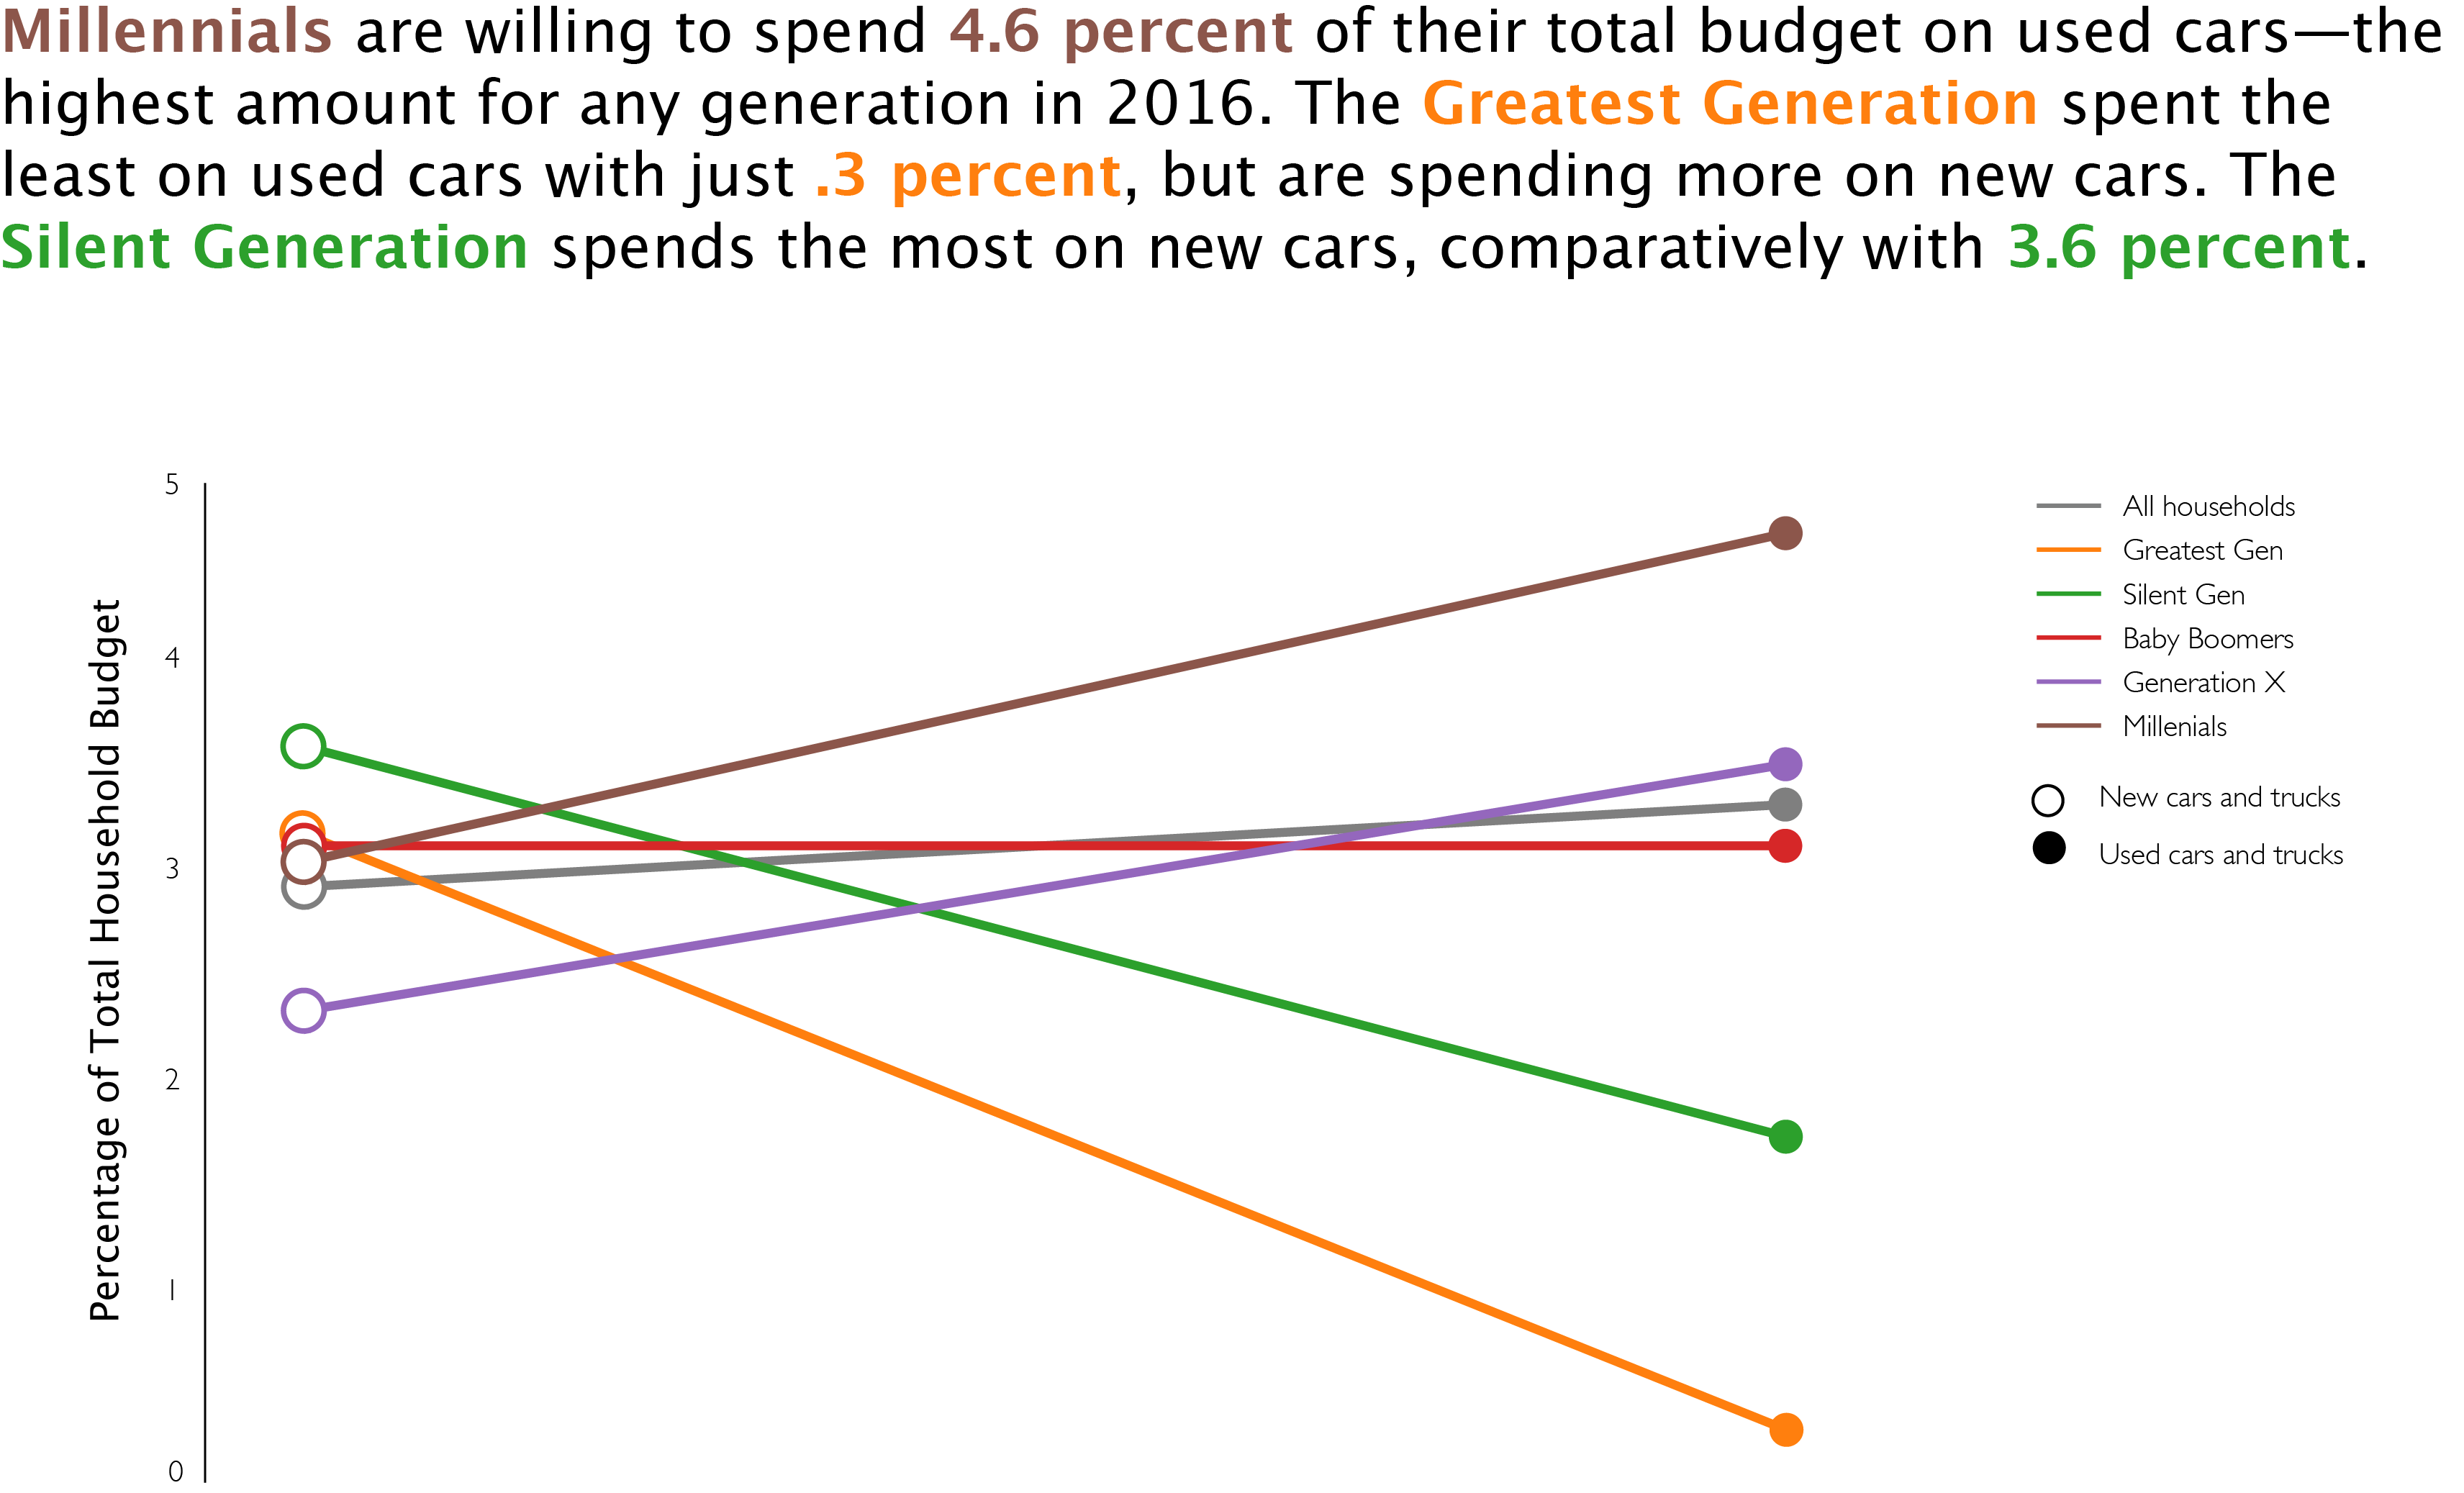 Millennials are willing to spend 4.6 percent of their total budget on used cars—the
highest amount for any generation in 2016. The Greatest Generation spent the
least on used cars with just .3 percent, but are spending more on new cars. The
Silent Generation spends the most on new cars, comparatively with 3.6 percent.
Percentage of Total Household Budget
5
4
3
2
1
0
All households
Greatest Gen
Silent Gen
Baby Boomers
Generation X
Millenials
New cars and trucks
Used cars and trucks